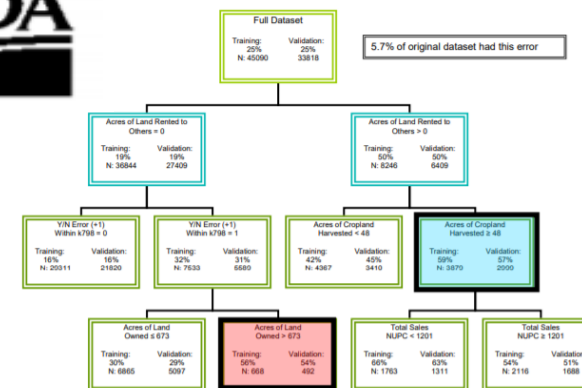 DA
Full Dataset
Training: Validation:
25% 25%
N: 45090 33818
5.7% of original dataset had this error
Acres of Land Rented to
Others = 0
Training: Validation:
19% 19%
N: 36844 27409
Acres of Land Rented to
Others > 0
Training: Validation:
50% 50%
N: 8246 6409
Y/N Error (+1)
Within k798 = 0
Training: Validation:
16% 16%
N: 29311 21820
Y/N Error (+1)
Within k798 = 1
Training: Validation:
32% 31%
N: 7533 5580
Acres of Cropland
Harvested < 48
Training: Validation:
42% 45%
N: 4367 3410
Acres of Cropland
Harvested ≥ 48
Training: Validation:
59% 57%
N: 3879
Acres of Land
Owned ≤ 673
Training: Validation:
30% 29%
N: 6865 5097
Acres of Land
Owned > 673
Training: Validation:
56% 54%
N: 668 492
Total Sales
NUPC < 1201
Training: Validation:
66% 63%
N: 1763 1311
Total Sales
NUPC ≥ 1201
Training: Validation:
54% 51%
N: 2116 1688